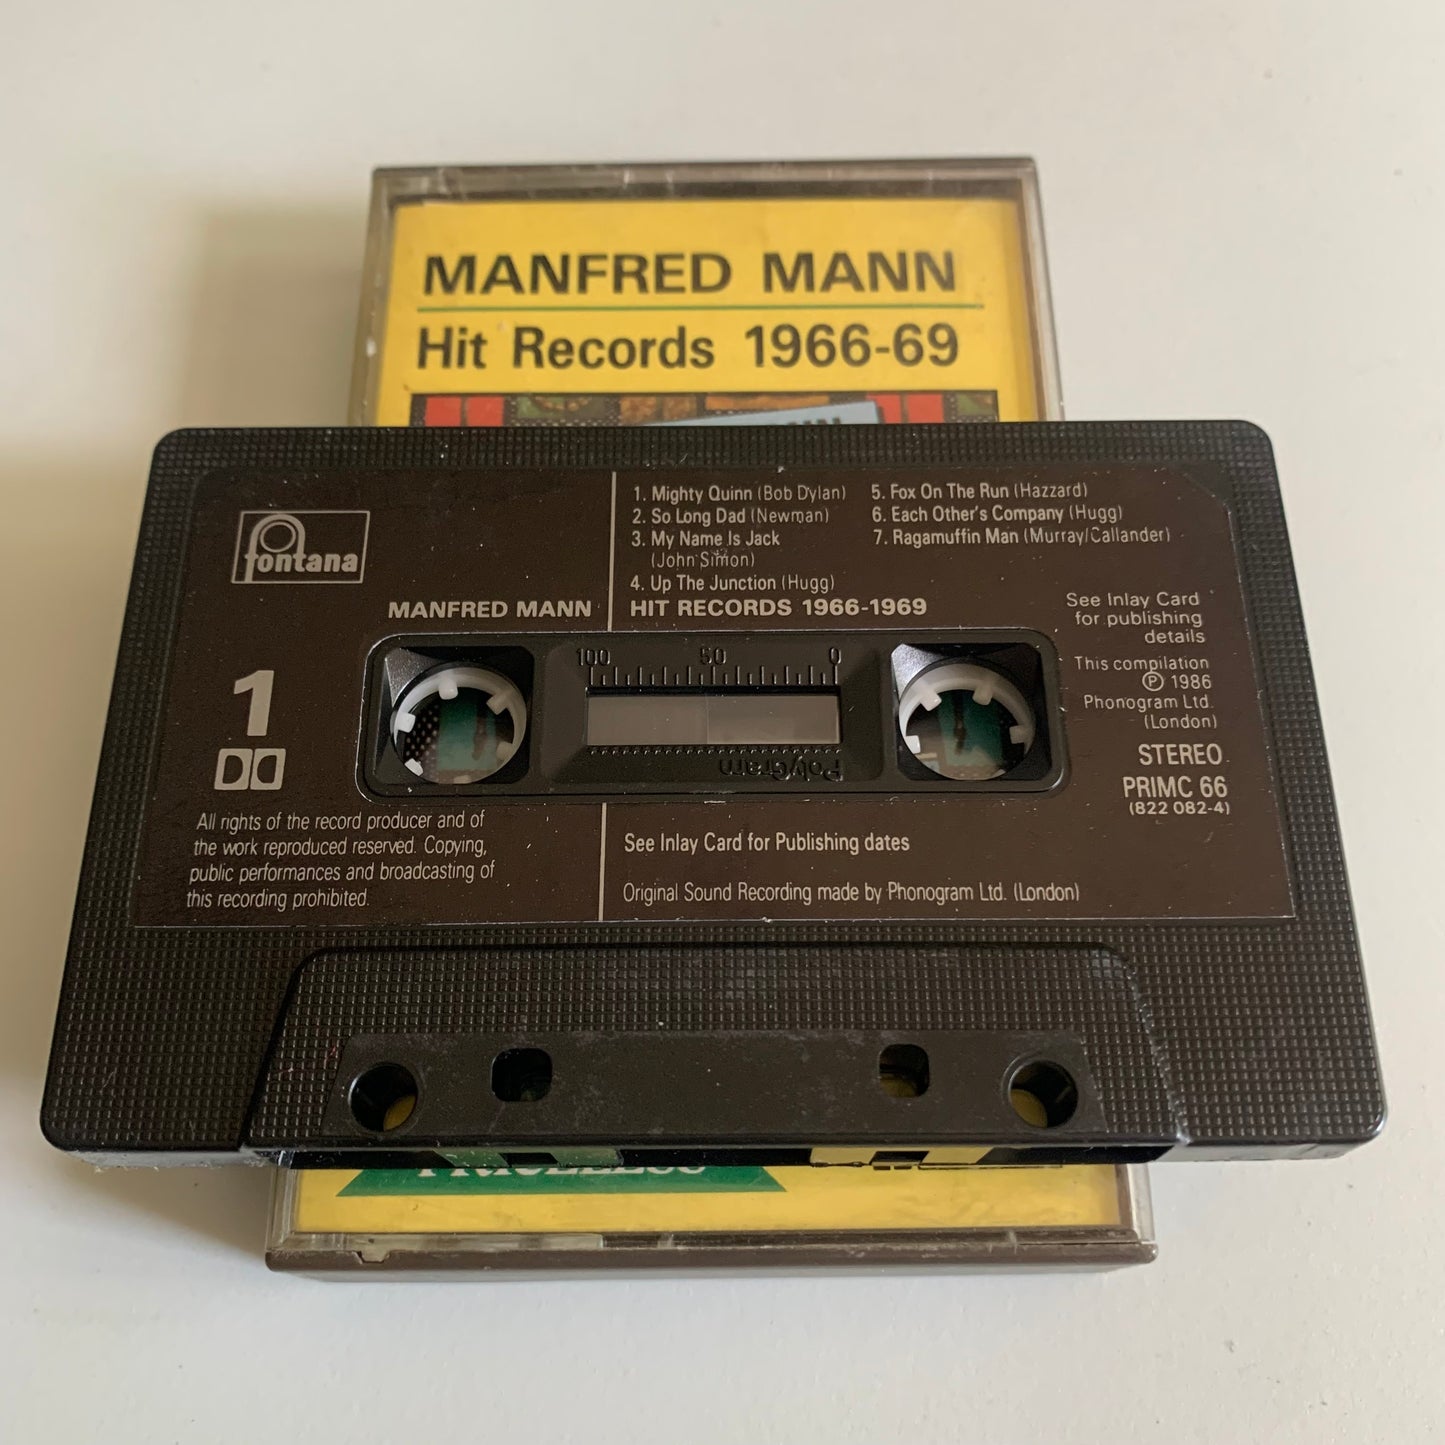 MANFRED MANN
Hit Records 1966-69
fontana
MANFRED MANN
1. Mighty Quinn (Bob Dylan)
2. So Long Dad (Newman)
3. My Name Is Jack
(John Simon)
4. Up The Junction (Hugg)
5. Fox On The Run (Hazzard)
6. Each Other's Company (Hugg)
7. Ragamuffin Man (Murray/Callander)
HIT RECORDS 1966-1969
See Inlay Card
for publishing
details
This compilation
℗ 1986
Phonogram Ltd.
(London)
STEREO
PRIMC 66
(822 082-4)
1
100 50 0
PolyGram
All rights of the record producer and of
the work reproduced reserved. Copying,
public performances and broadcasting of
this recording prohibited.
See Inlay Card for Publishing dates
Original Sound Recording made by Phonogram Ltd. (London)